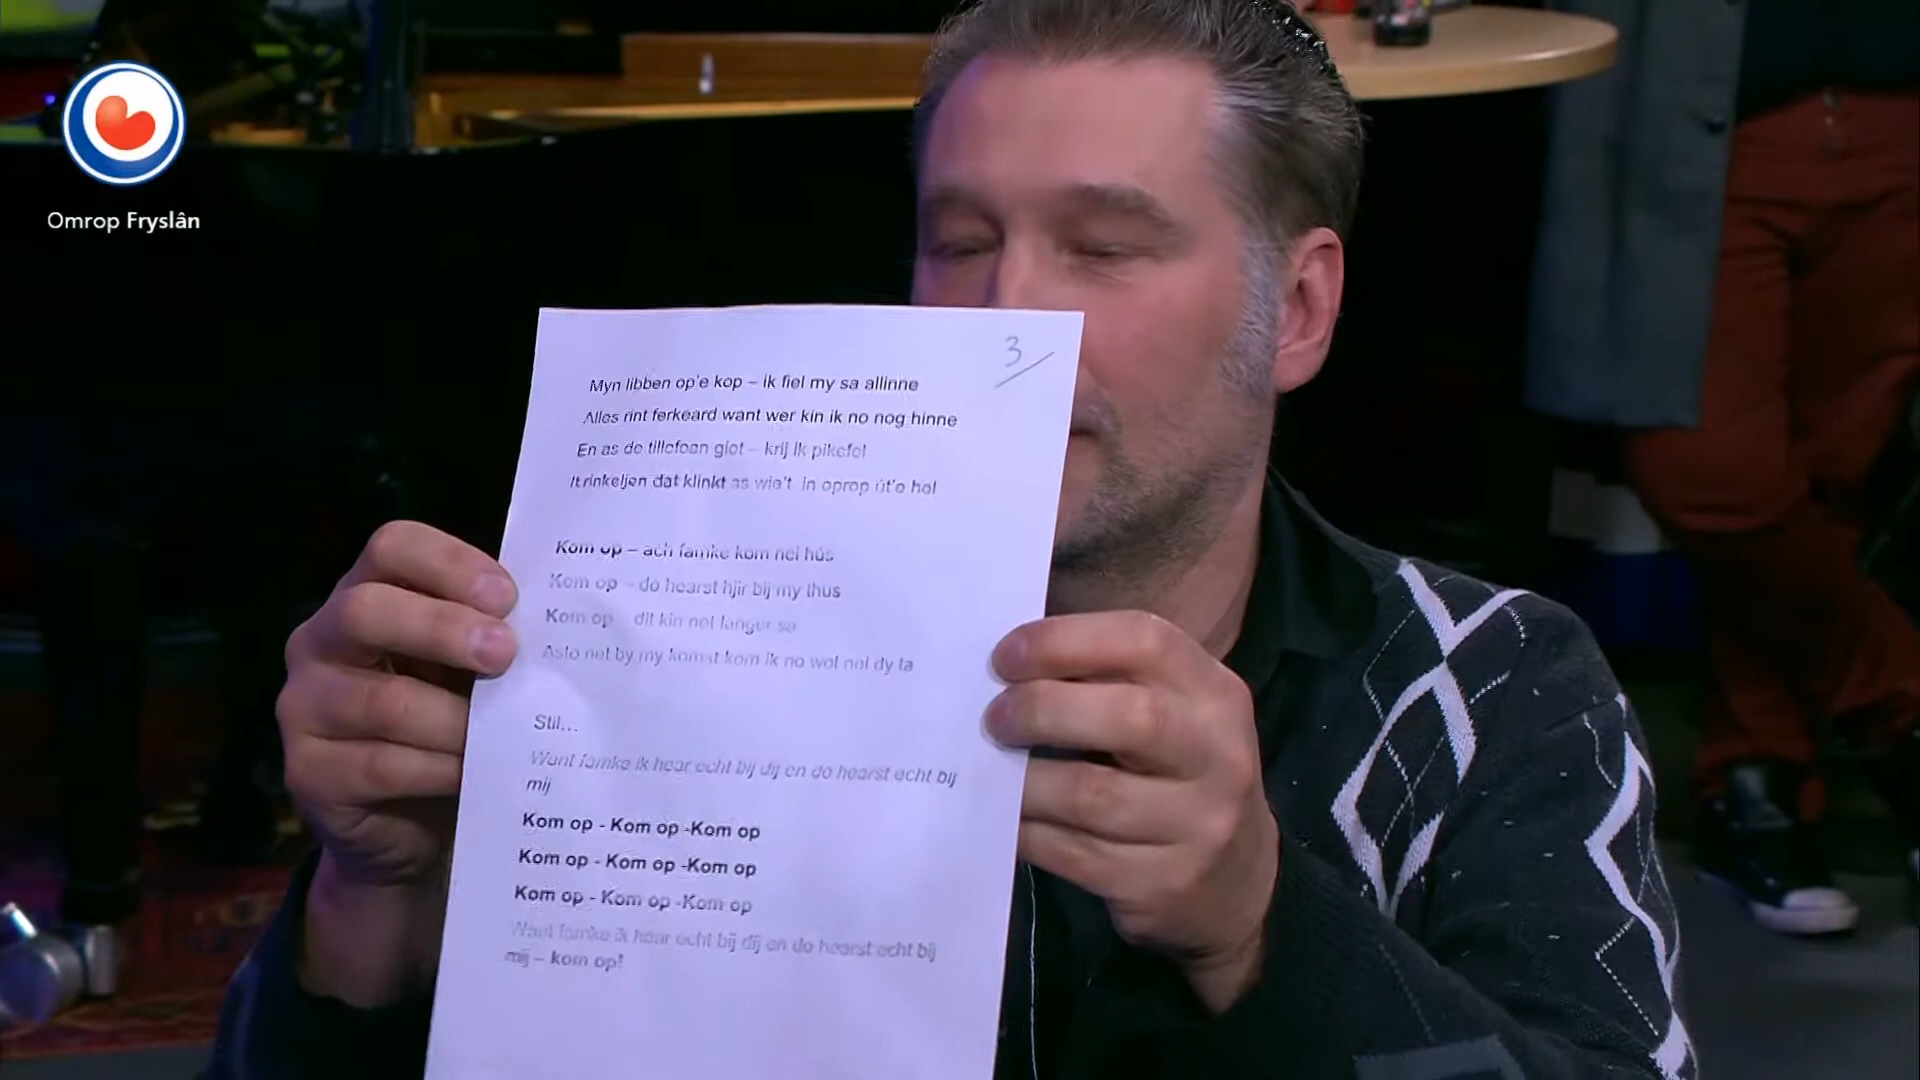 Omrop Fryslân
3
Myn libben op'e kop – ik fiel my sa allinne
Alles rint ferkeard want wer kin ik no nog hinne
En as de tillefoan giet – krij ik pikefel
It rinkeljen dat klinkt as wie't in oprop út'e hel
Kom op – ach famke kom nei hús
Kom op – do hearst hjir bij my thus
Kom op – dit kin net langer sa
Asto net by my komst kom ik no wol nei dy ta
Stil...
Want famke ik hear echt bij dij en do hearst echt bij
mij
Kom op - Kom op -Kom op
Kom op - Kom op -Kom op
Kom op - Kom op -Kom op
Want famke ik hear echt bij dij en do hearst echt bij
mij – kom op!